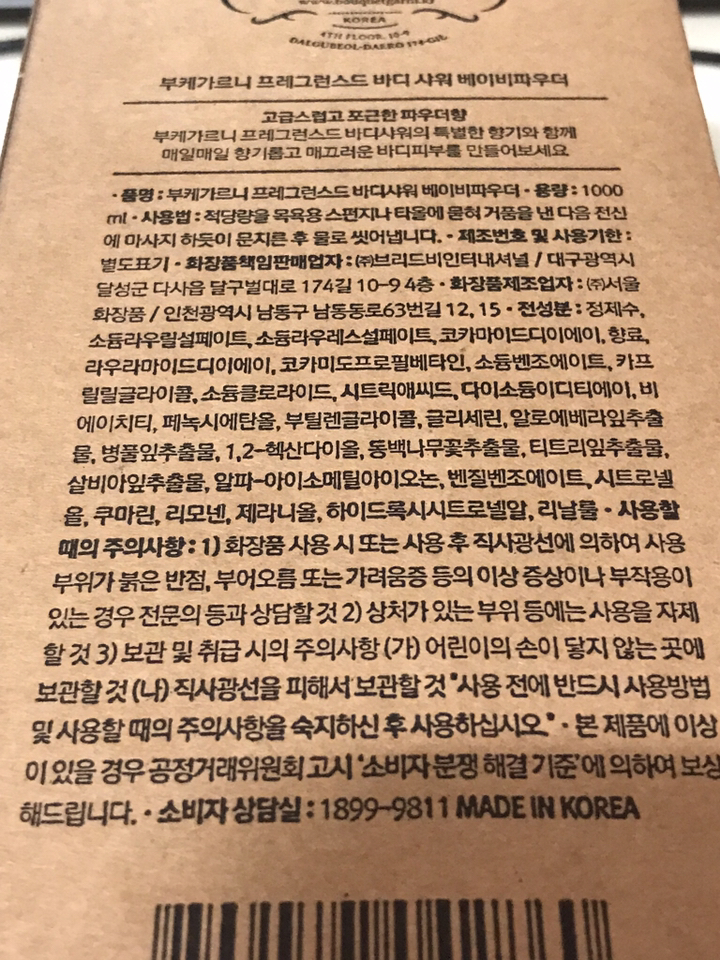 www.bouquetgarni.kr
KOREA
4TH FLOOR, 10-9
DALGUBEOL-DAERO 174-GIL
부케가르니 프레그런스드 바디 샤워 베이비파우더
고급스럽고 포근한 파우더향
부케가르니 프레그런스드 바디샤워의 특별한 향기와 함께
매일매일 향기롭고 매끄러운 바디피부를 만들어보세요
· 품명 : 부케가르니 프레그런스드 바디샤워 베이비파우더 · 용량 : 1000
ml · 사용법 : 적당량을 목욕용 스펀지나 타올에 묻혀 거품을 낸 다음 전신
에 마사지 하듯이 문지른 후 물로 씻어냅니다. · 제조번호 및 사용기한 :
별도표기 · 화장품책임판매업자 : ㈜브리드비인터내셔널 / 대구광역시
달성군 다사읍 달구벌대로 174길 10-9 4층 · 화장품제조업자 : ㈜서울
화장품 / 인천광역시 남동구 남동동로63번길 12, 15 · 전성분 : 정제수,
소듐라우릴설페이트, 소듐라우레스설페이트, 코카마이드디이에이, 향료,
라우라마이드디이에이, 코카미도프로필베타인, 소듐벤조에이트, 카프
릴릴글라이콜, 소듐클로라이드, 시트릭애씨드, 다이소듐이디티에이, 비
에이치티, 페녹시에탄올, 부틸렌글라이콜, 글리세린, 알로에베라잎추출
물, 병풀잎추출물, 1,2-헥산다이올, 동백나무꽃추출물, 티트리잎추출물,
살비아잎추출물, 알파-아이소메틸아이오논, 벤질벤조에이트, 시트로넬
올, 쿠마린, 리모넨, 제라니올, 하이드록시시트로넬알, 리날룰 · 사용할
때의 주의사항 : 1) 화장품 사용 시 또는 사용 후 직사광선에 의하여 사용
부위가 붉은 반점, 부어오름 또는 가려움증 등의 이상 증상이나 부작용이
있는 경우 전문의 등과 상담할 것 2) 상처가 있는 부위 등에는 사용을 자제
할 것 3) 보관 및 취급 시의 주의사항 (가) 어린이의 손이 닿지 않는 곳에
보관할 것 (나) 직사광선을 피해서 보관할 것 "사용 전에 반드시 사용방법
및 사용할 때의 주의사항을 숙지하신 후 사용하십시오." · 본 제품에 이상
이 있을 경우 공정거래위원회 고시 '소비자 분쟁 해결 기준'에 의하여 보상
해드립니다. · 소비자 상담실 : 1899-9811 MADE IN KOREA